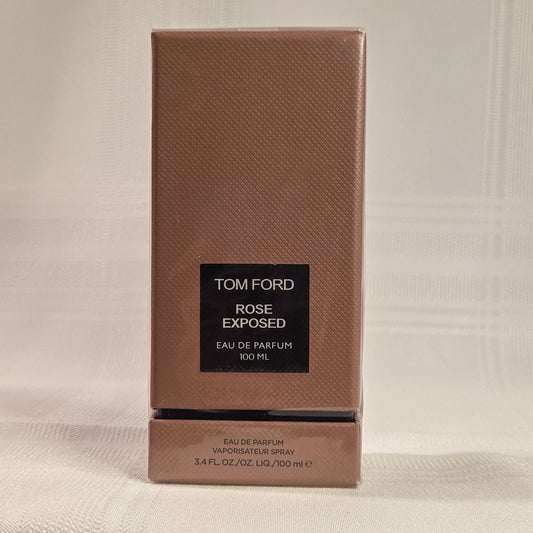 TOM FORD
ROSE
EXPOSED
EAU DE PARFUM
100 ML
EAU DE PARFUM
VAPORISATEUR SPRAY
3.4 FL. OZ./OZ. LIQ./100 ml ℮